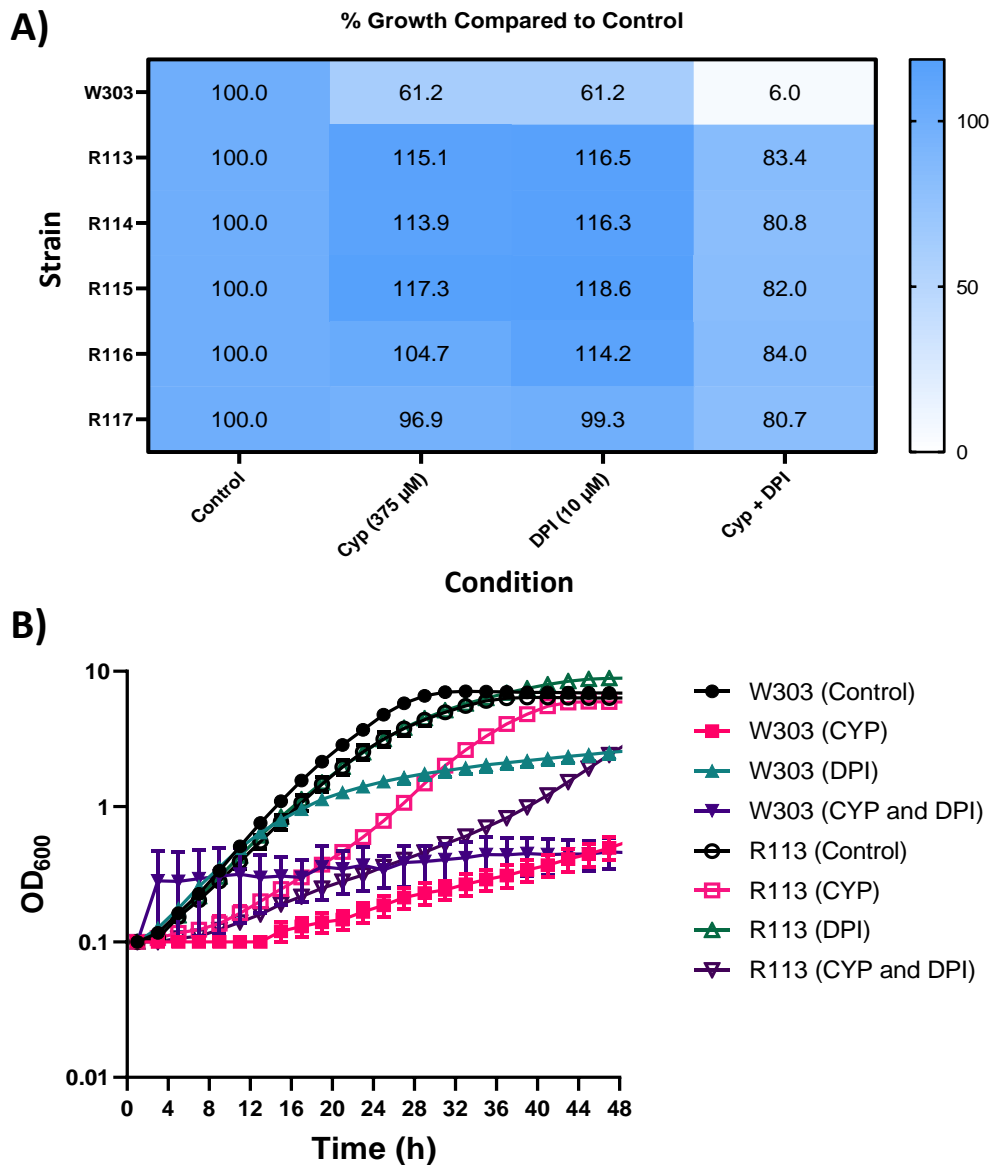 A)
% Growth Compared to Control
W303 100.0 61.2 61.2 6.0
R113 100.0 115.1 116.5 83.4
R114 100.0 113.9 116.3 80.8
R115 100.0 117.3 118.6 82.0
R116 100.0 104.7 114.2 84.0
R117 100.0 96.9 99.3 80.7
Strain
100
50
0
Control
Cyp (375 µM)
DPI (10 µM)
Cyp + DPI
Condition
B)
10
1
0.1
0.01
OD600
0 4 8 12 16 20 24 28 32 36 40 44 48
Time (h)
W303 (Control)
W303 (CYP)
W303 (DPI)
W303 (CYP and DPI)
R113 (Control)
R113 (CYP)
R113 (DPI)
R113 (CYP and DPI)